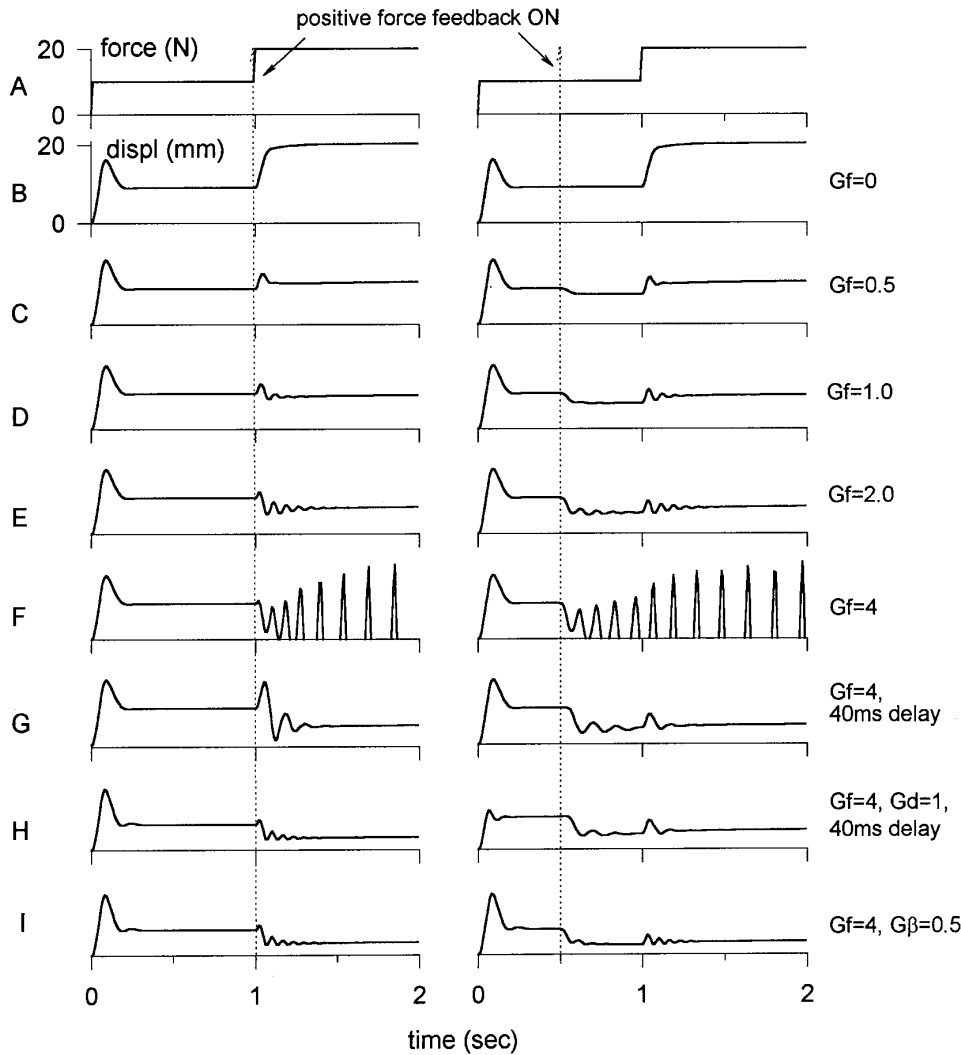 positive force feedback ON
20 force (N)
A
0
20 displ (mm)
B
0
Gf=0
C
Gf=0.5
D
Gf=1.0
E
Gf=2.0
F
Gf=4
G
Gf=4,
40ms delay
H
Gf=4, Gd=1,
40ms delay
I
Gf=4, Gβ=0.5
0 1 2 0 1 2
time (sec)